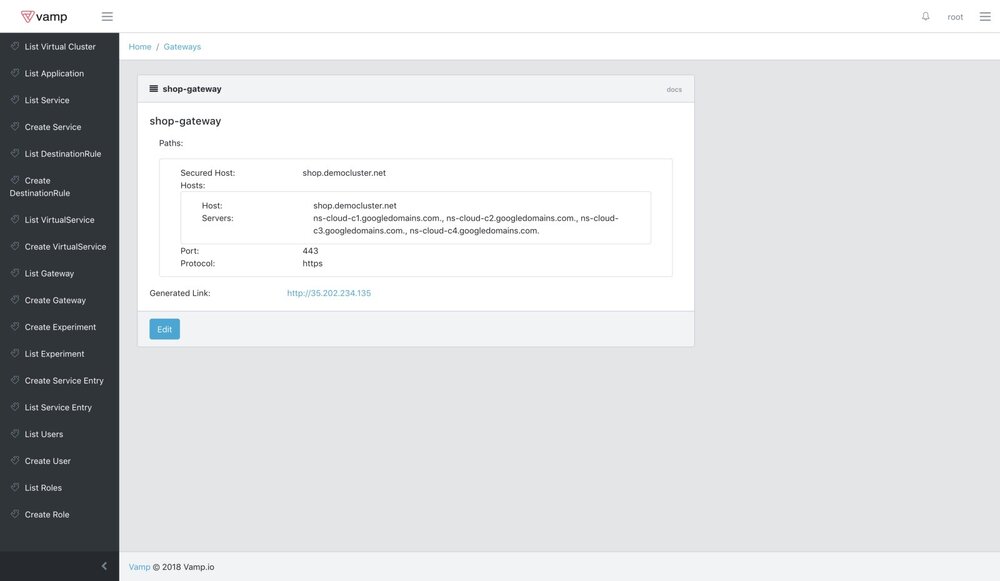 vamp
root
List Virtual Cluster
List Application
List Service
Create Service
List DestinationRule
Create
DestinationRule
List VirtualService
Create VirtualService
List Gateway
Create Gateway
Create Experiment
List Experiment
Create Service Entry
List Service Entry
List Users
Create User
List Roles
Create Role
Home / Gateways
shop-gateway docs
shop-gateway
Paths:
Secured Host: shop.democluster.net
Hosts:
Host: shop.democluster.net
Servers: ns-cloud-c1.googledomains.com., ns-cloud-c2.googledomains.com., ns-cloud-
c3.googledomains.com., ns-cloud-c4.googledomains.com.
Port: 443
Protocol: https
Generated Link: http://35.202.234.135
Edit
Vamp © 2018 Vamp.io